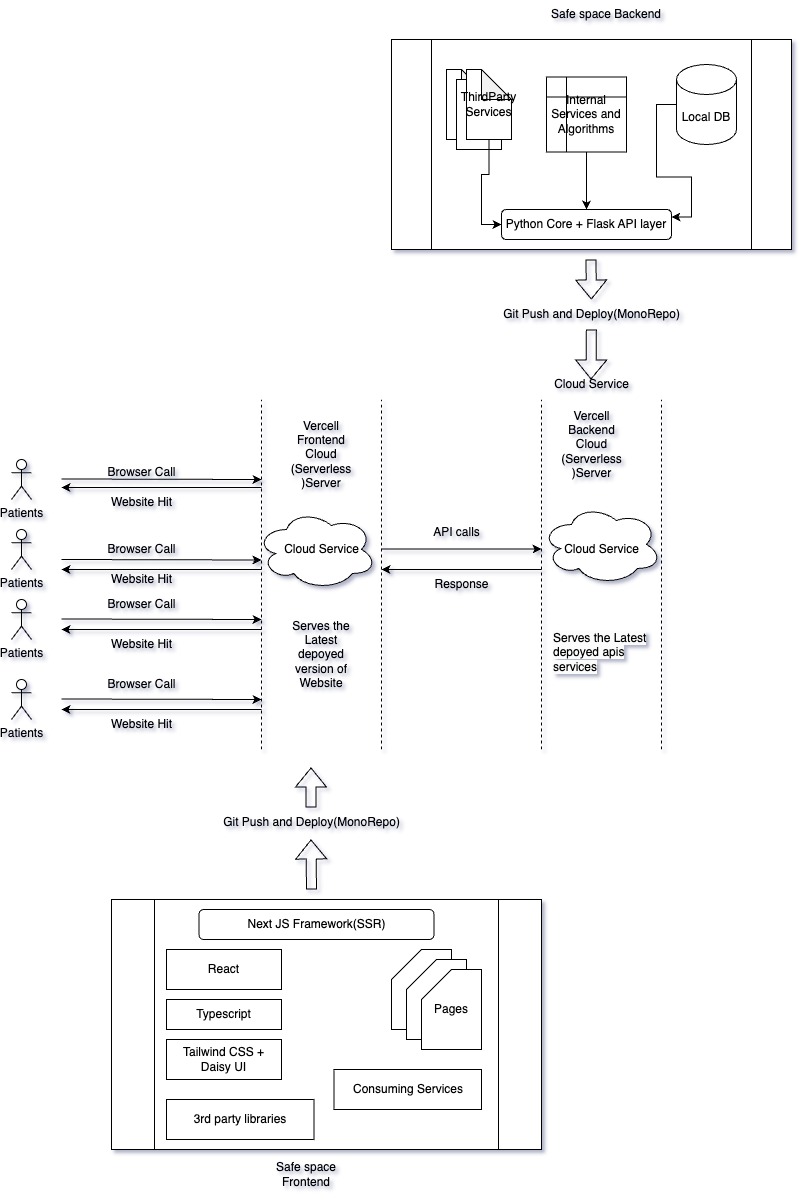 Safe space Backend
ThirdParty
Services
Internal
Services and
Algorithms
Local DB
Python Core + Flask API layer
Git Push and Deploy(MonoRepo)
Cloud Service
Vercell
Frontend
Cloud
(Serverless
)Server
Vercell
Backend
Cloud
(Serverless
)Server
Browser Call
Website Hit
Patients
Cloud Service
API calls
Response
Cloud Service
Browser Call
Website Hit
Patients
Browser Call
Website Hit
Patients
Serves the
Latest
depoyed
version of
Website
Serves the Latest
depoyed apis
services
Browser Call
Website Hit
Patients
Git Push and Deploy(MonoRepo)
Next JS Framework(SSR)
React
Typescript
Tailwind CSS +
Daisy UI
3rd party libraries
Pages
Consuming Services
Safe space
Frontend